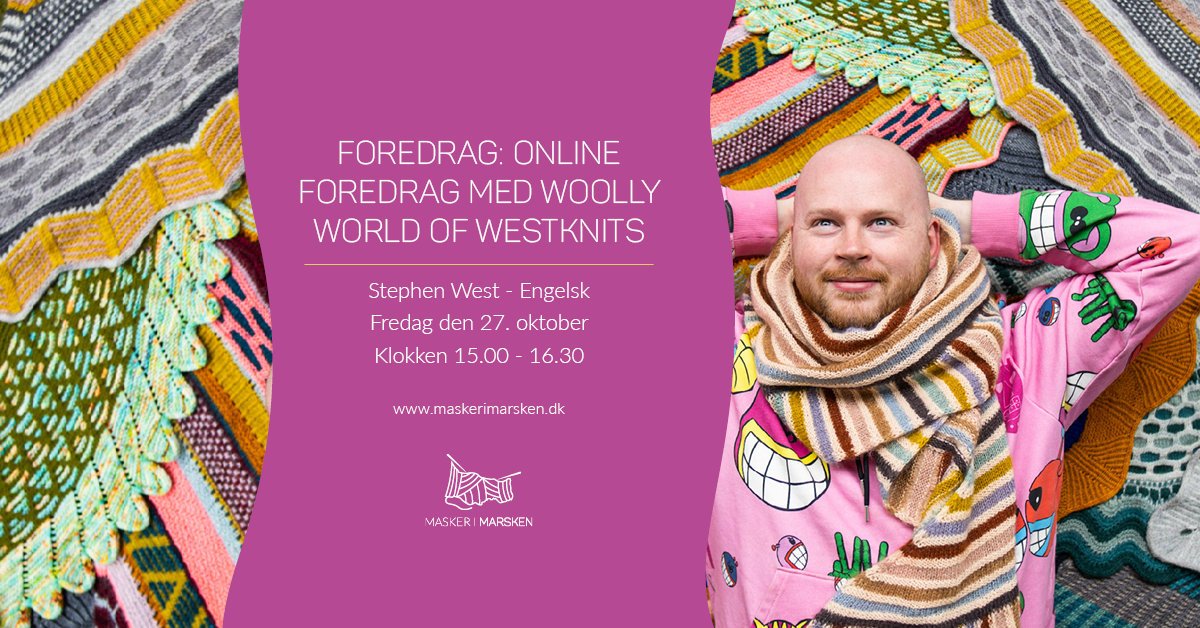 FOREDRAG: ONLINE
FOREDRAG MED WOOLLY
WORLD OF WESTKNITS
Stephen West - Engelsk
Fredag den 27. oktober
Klokken 15.00 - 16.30
www.maskerimarsken.dk
MASKER I MARSKEN